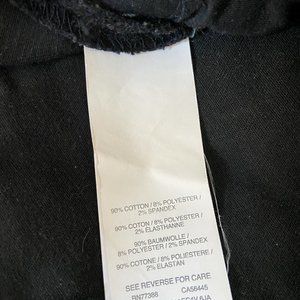 90% COTTON / 8% POLYESTER /
2% SPANDEX
90% COTON / 8% POLYESTER /
2% ELASTHANNE
90% BAUMWOLLE /
8% POLYESTER / 2% SPANDEX
90% COTONE / 8% POLIESTERE /
2% ELASTAN
SEE REVERSE FOR CARE
RN77388 CA56445